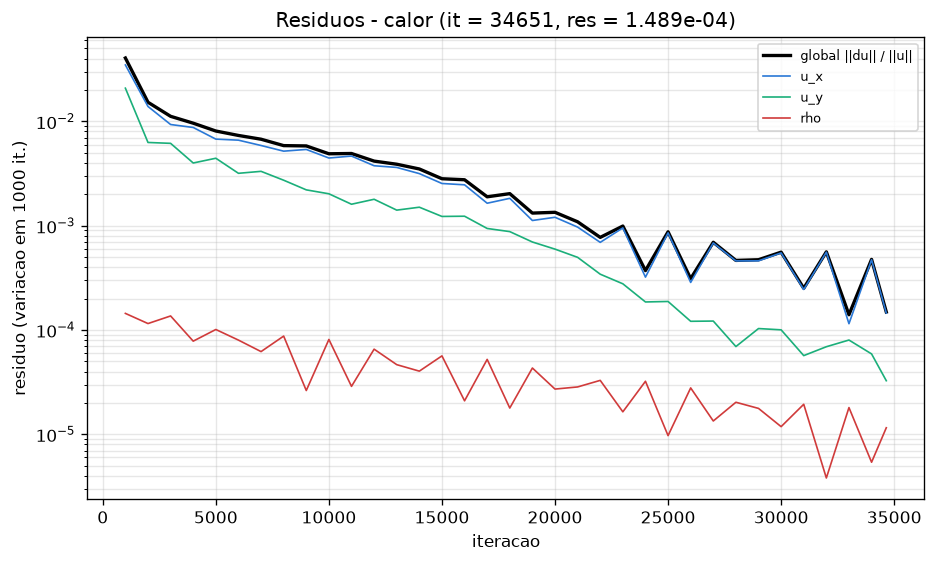 Residuos - calor (it = 34651, res = 1.489e-04)
global ||du|| / ||u||
u_x
u_y
rho
residuo (variacao em 1000 it.)
10⁻²
10⁻³
10⁻⁴
10⁻⁵
0 5000 10000 15000 20000 25000 30000 35000
iteracao